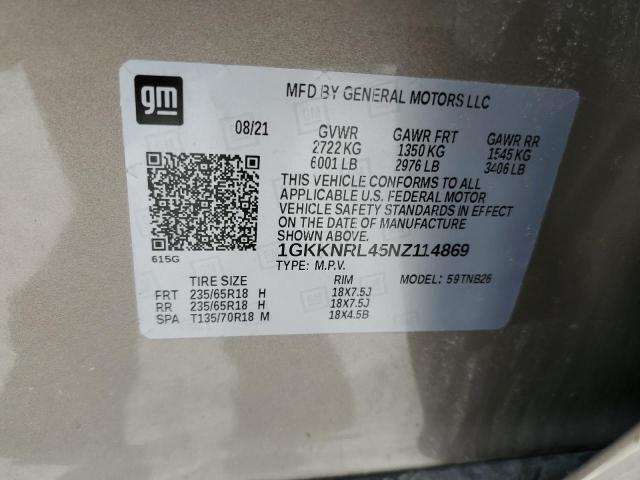 gm
MFD BY GENERAL MOTORS LLC
08/21 GVWR GAWR FRT GAWR RR
2722 KG 1350 KG 1545 KG
6001 LB 2976 LB 3406 LB
THIS VEHICLE CONFORMS TO ALL
APPLICABLE U.S. FEDERAL MOTOR
VEHICLE SAFETY STANDARDS IN EFFECT
ON THE DATE OF MANUFACTURE
SHOWN ABOVE.
615G
1GKKNRL45NZ114869
TYPE: M.P.V. MODEL: 59TNB26
TIRE SIZE RIM
FRT 235/65R18 H 18X7.5J
RR 235/65R18 H 18X7.5J
SPA T135/70R18 M 18X4.5B